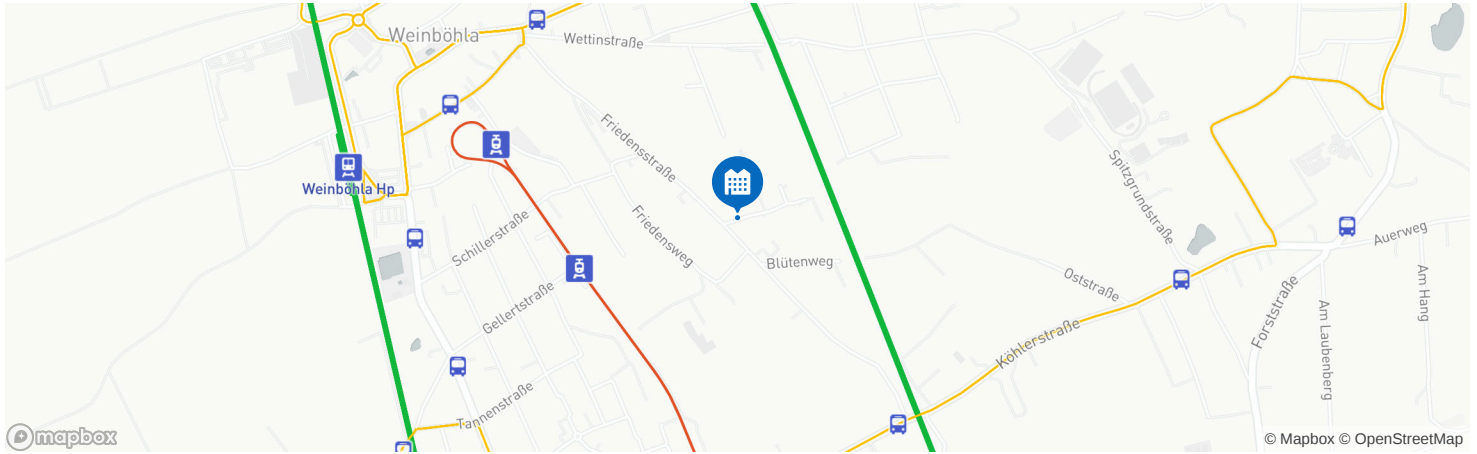 Weinböhla
Wettinstraße
Friedensstraße
Spitzgrundstraße
Weinböhla Hp
Schillerstraße
Friedensweg
Auerweg
Blütenweg
Oststraße
Am Hang
Gellertstraße
Forststraße
Am Laubenberg
Köhlerstraße
Tannenstraße
mapbox
© Mapbox © OpenStreetMap